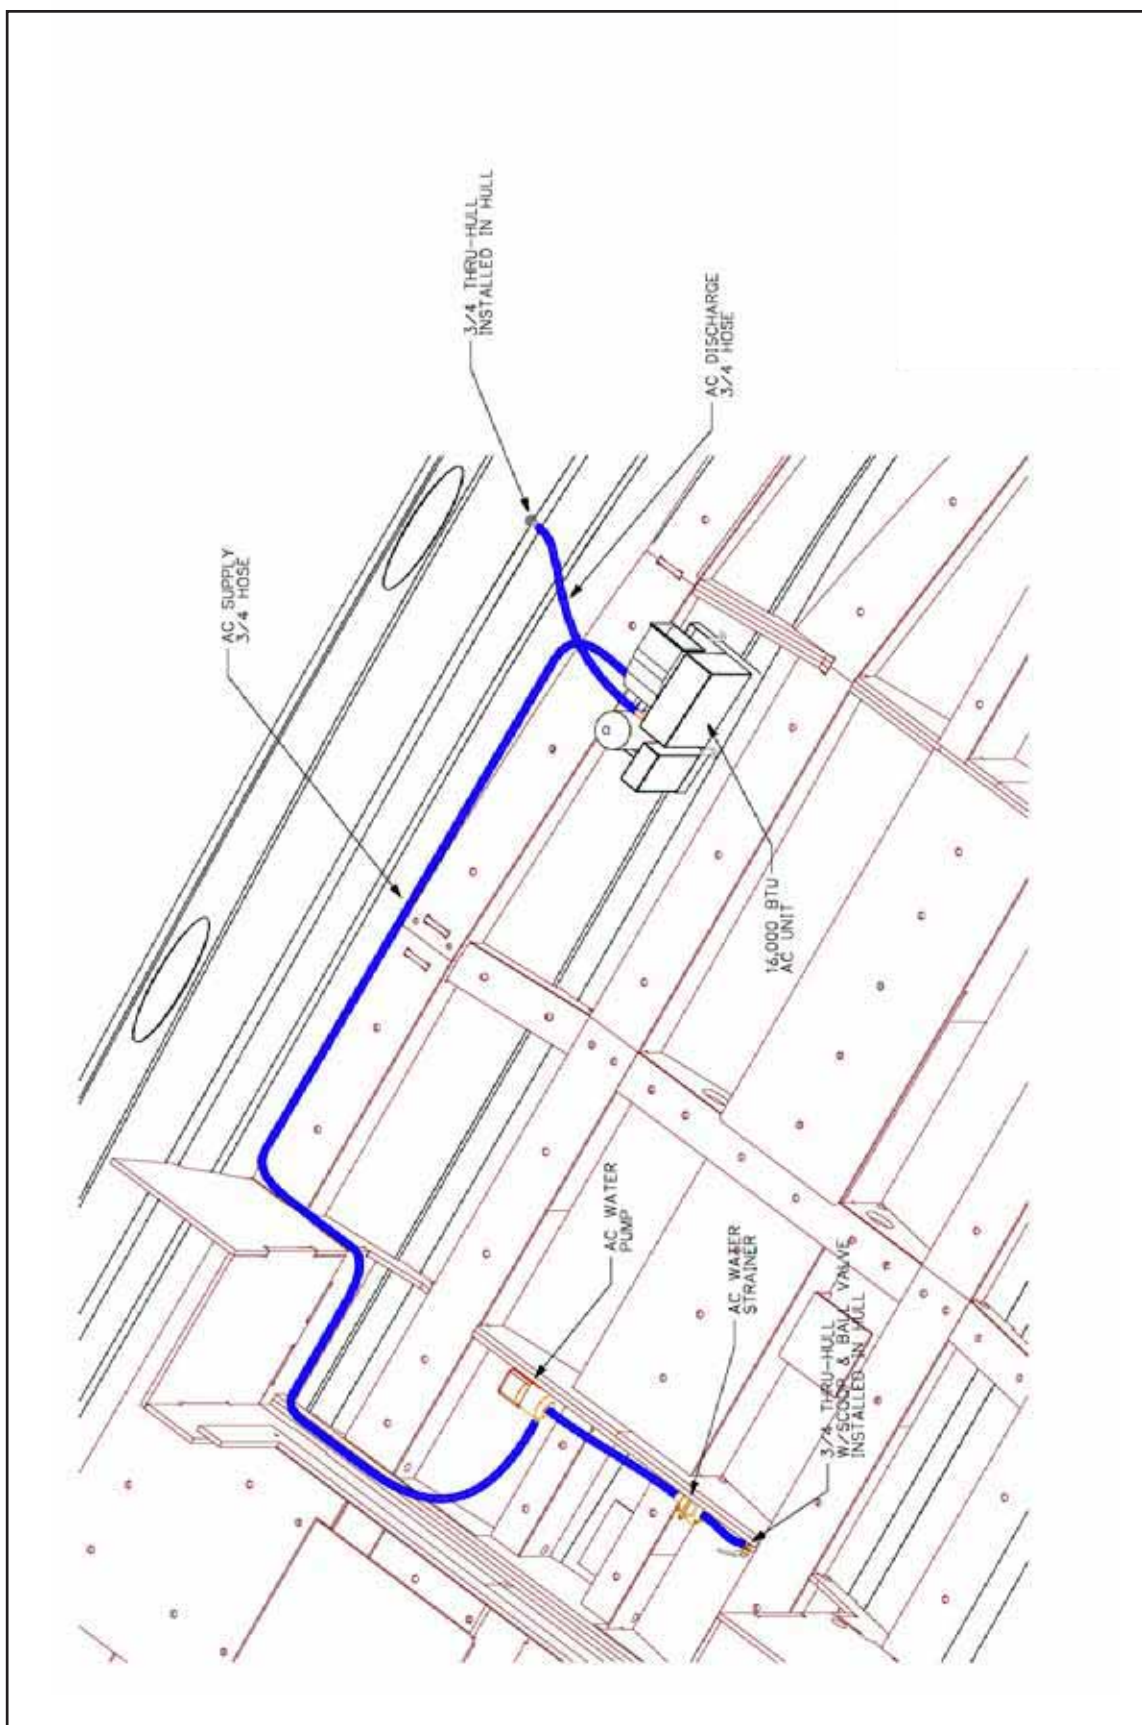 3/4 THRU-HULL
INSTALLED IN HULL
AC DISCHARGE
3/4 HOSE
AC SUPPLY
3/4 HOSE
16,000 BTU
AC UNIT
AC WATER
PUMP
AC WATER
STRAINER
3/4 THRU-HULL
W/SCOOP & BALL VALVE
INSTALLED IN HULL